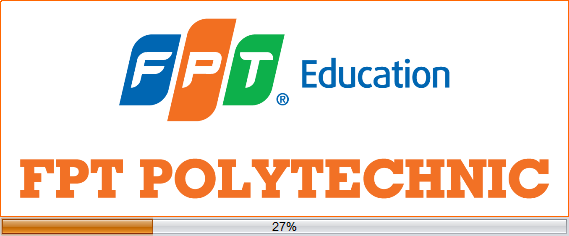 FPT® Education
FPT POLYTECHNIC
27%